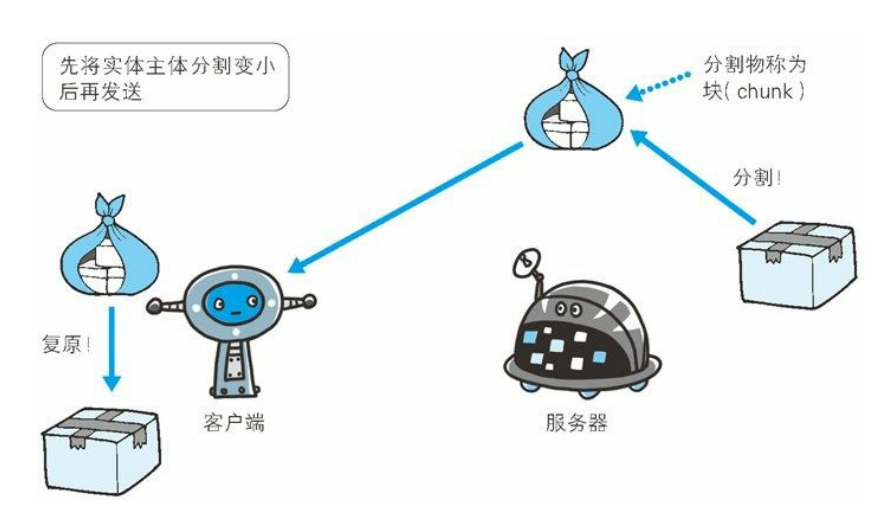 先将实体主体分割变小
后再发送
分割物称为
块( chunk )
分割!
复原!
客户端
服务器